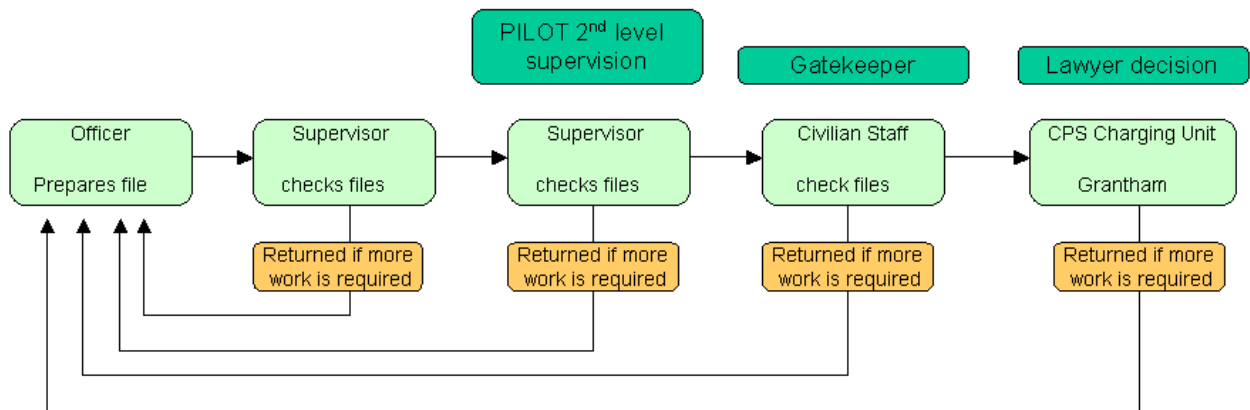 PILOT 2nd level
supervision
Gatekeeper
Lawyer decision
Officer
Prepares file
Supervisor
checks files
Supervisor
checks files
Civilian Staff
check files
CPS Charging Unit
Grantham
Returned if more
work is required
Returned if more
work is required
Returned if more
work is required
Returned if more
work is required